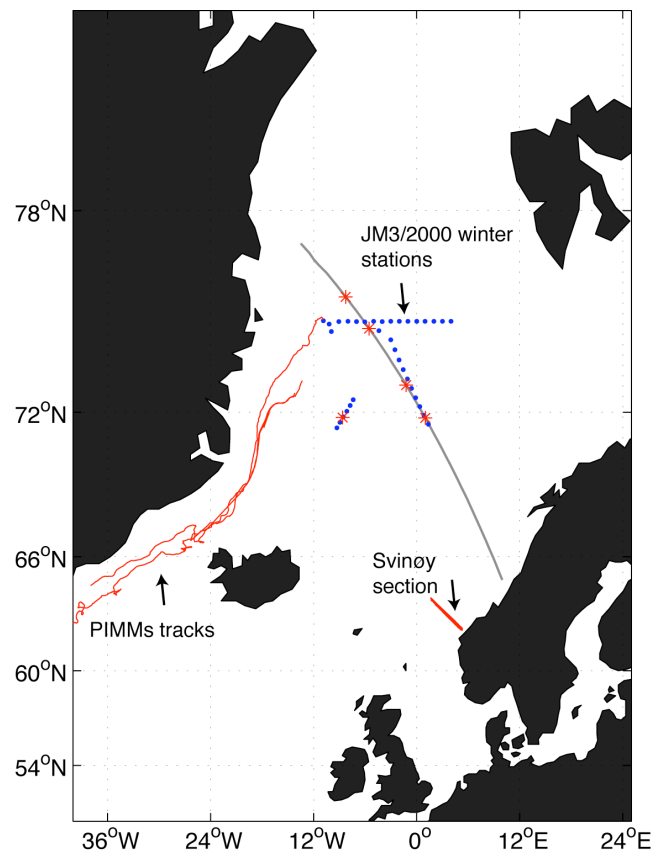 78°N
JM3/2000 winter
stations
72°N
66°N
Svinøy
section
PIMMs tracks
60°N
54°N
36°W 24°W 12°W 0° 12°E 24°E